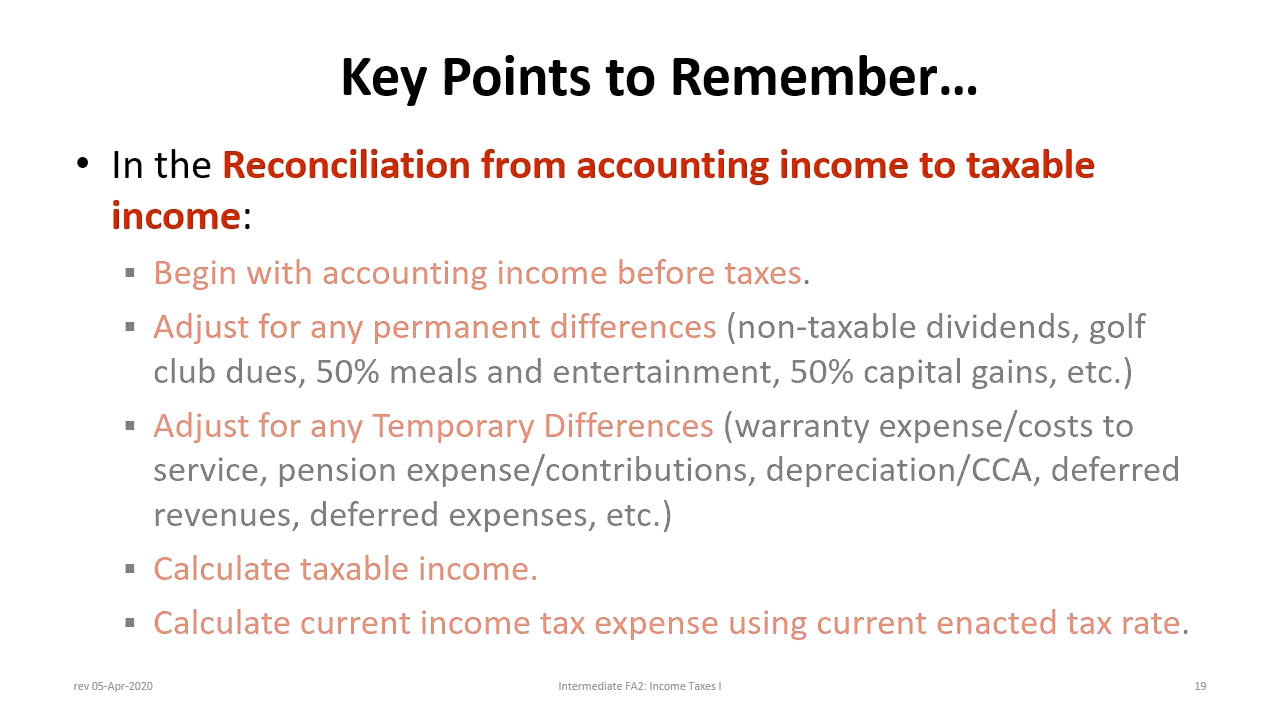 Key Points to Remember…
• In the Reconciliation from accounting income to taxable
income:
▪ Begin with accounting income before taxes.
▪ Adjust for any permanent differences (non-taxable dividends, golf
club dues, 50% meals and entertainment, 50% capital gains, etc.)
▪ Adjust for any Temporary Differences (warranty expense/costs to
service, pension expense/contributions, depreciation/CCA, deferred
revenues, deferred expenses, etc.)
▪ Calculate taxable income.
▪ Calculate current income tax expense using current enacted tax rate.
rev 05-Apr-2020
Intermediate FA2: Income Taxes I
19